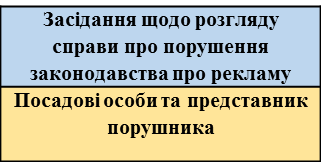 Засідання щодо розгляду
справи про порушення
законодавства про рекламу
Посадові особи та представник
порушника